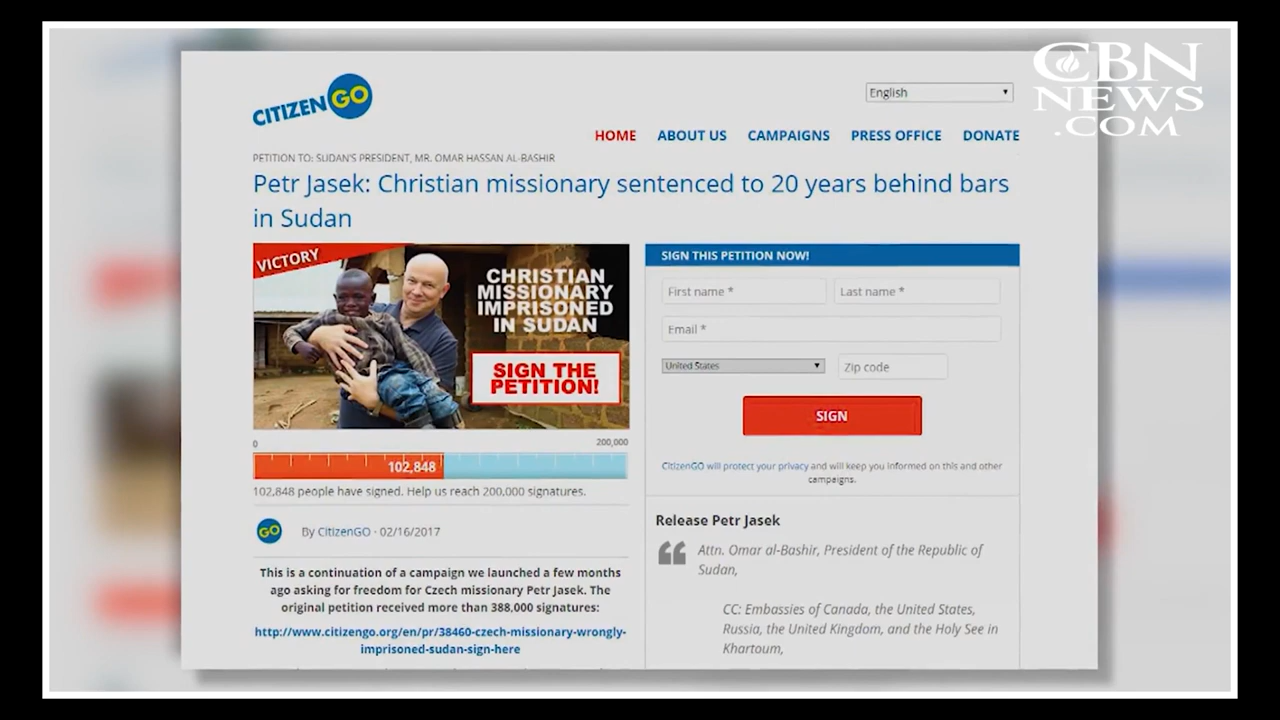 CBN
NEWS
.COM
CITIZENGO
English
HOME ABOUT US CAMPAIGNS PRESS OFFICE DONATE
PETITION TO: SUDAN'S PRESIDENT, MR. OMAR HASSAN AL-BASHIR
Petr Jasek: Christian missionary sentenced to 20 years behind bars
in Sudan
VICTORY
CHRISTIAN
MISSIONARY
IMPRISONED
IN SUDAN
SIGN THE
PETITION!
0 200,000
102,848
102,848 people have signed. Help us reach 200,000 signatures.
GO
By CitizenGO · 02/16/2017
This is a continuation of a campaign we launched a few months
ago asking for freedom for Czech missionary Petr Jasek. The
original petition received more than 388,000 signatures:
http://www.citizengo.org/en/pr/38460-czech-missionary-wrongly-
imprisoned-sudan-sign-here
SIGN THIS PETITION NOW!
First name * Last name *
Email *
United States Zip code
SIGN
CitizenGO will protect your privacy and will keep you informed on this and other
campaigns.
Release Petr Jasek
Attn. Omar al-Bashir, President of the Republic of
Sudan,
CC: Embassies of Canada, the United States,
Russia, the United Kingdom, and the Holy See in
Khartoum,